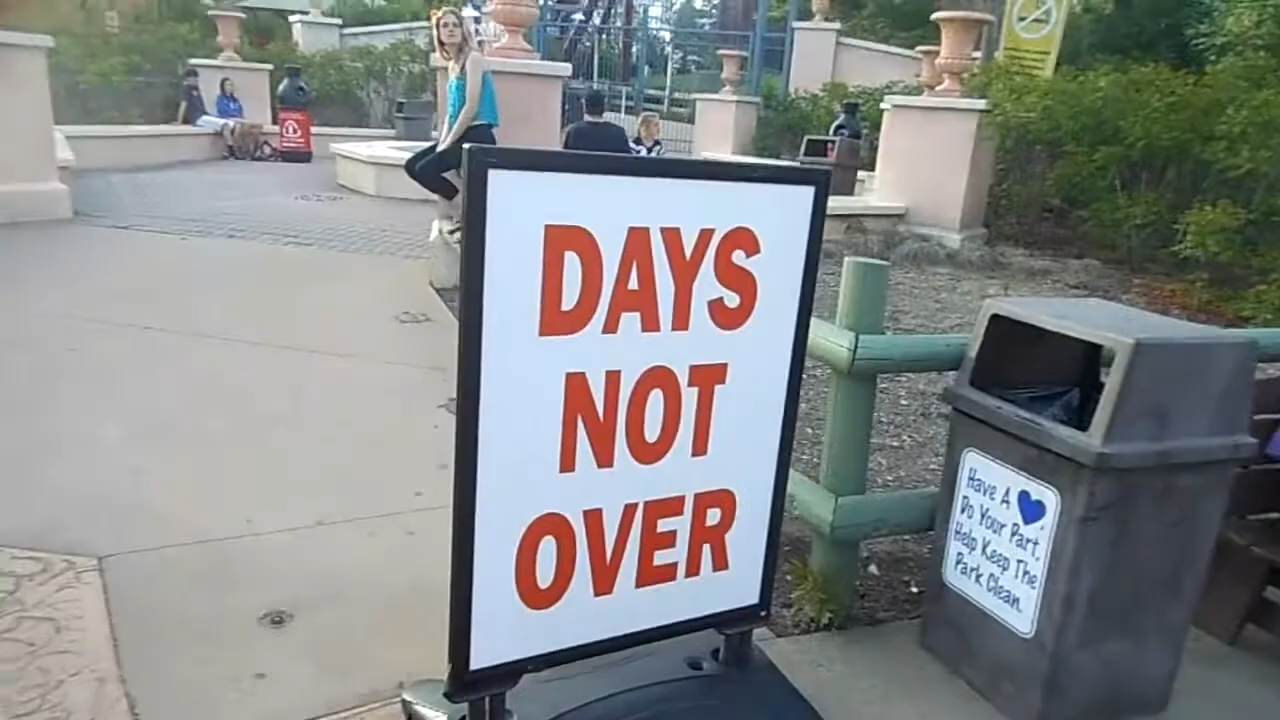 DAYS
NOT
OVER
Have A
Do Your Part,
Help Keep The
Park Clean.